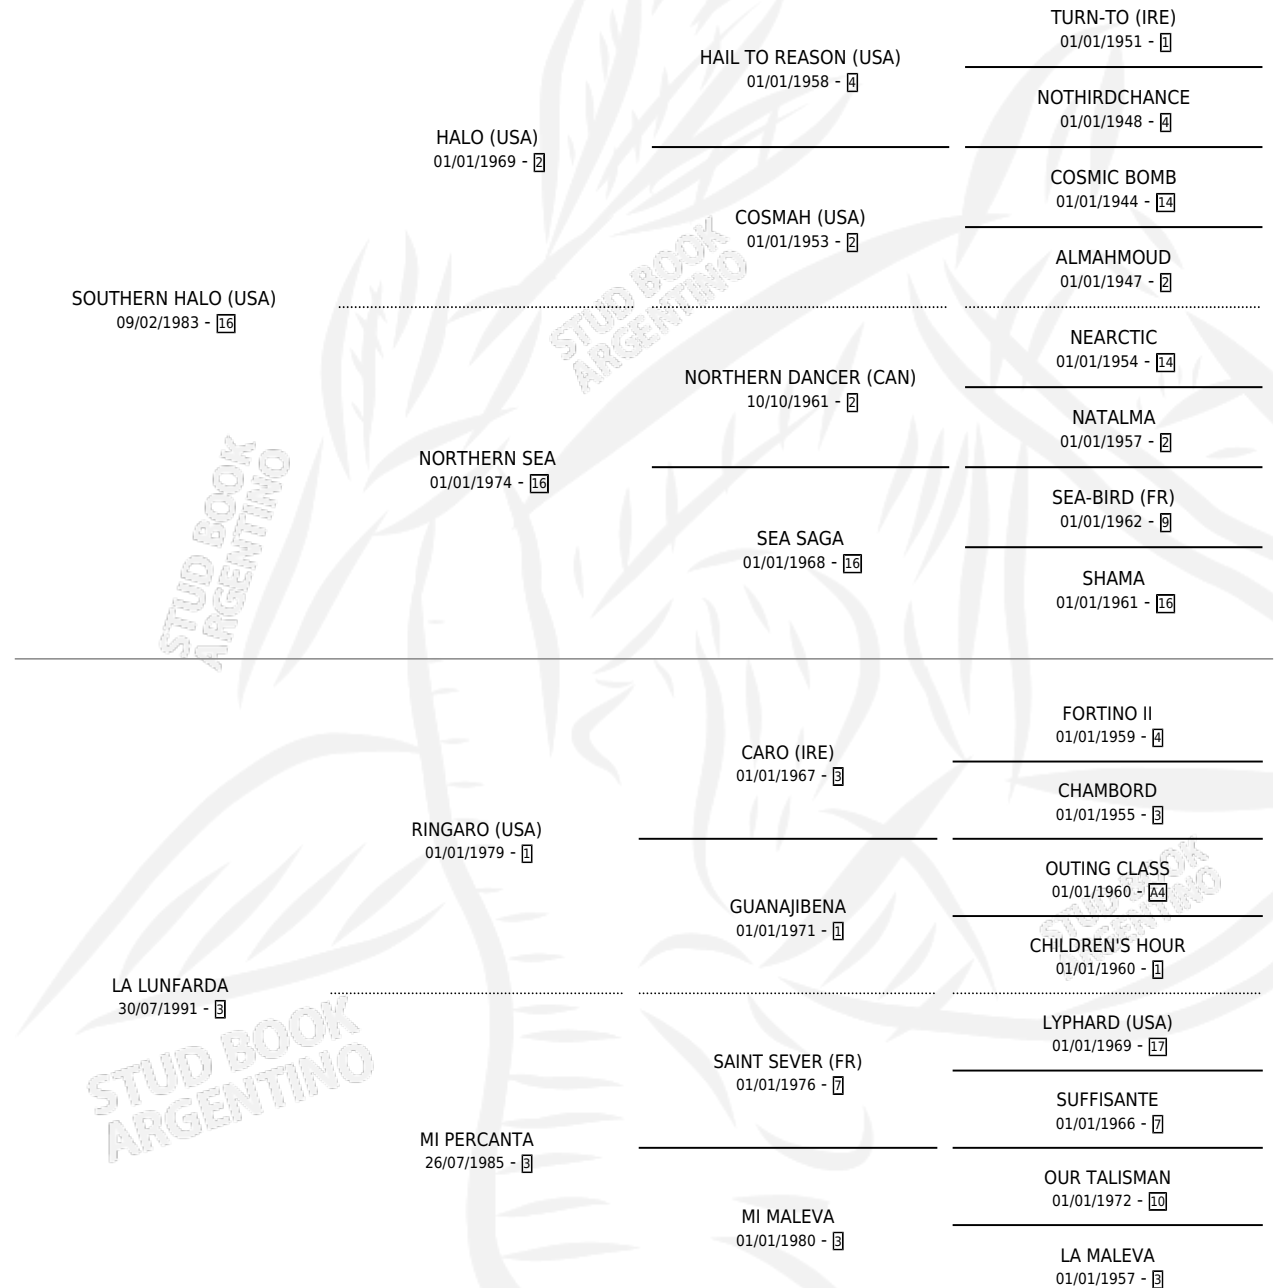 TURN-TO (IRE)
01/01/1951 - 1
HAIL TO REASON (USA)
01/01/1958 - 4
NOTHIRDCHANCE
01/01/1948 - 4
HALO (USA)
01/01/1969 - 2
COSMIC BOMB
01/01/1944 - 14
COSMAH (USA)
01/01/1953 - 2
ALMAHMOUD
01/01/1947 - 2
SOUTHERN HALO (USA)
09/02/1983 - 16
STUD BOOK
ARGENTINO
NEARCTIC
01/01/1954 - 14
NORTHERN DANCER (CAN)
10/10/1961 - 2
NATALMA
01/01/1957 - 2
NORTHERN SEA
01/01/1974 - 16
SEA-BIRD (FR)
01/01/1962 - 9
SEA SAGA
01/01/1968 - 16
SHAMA
01/01/1961 - 16
STUD BOOK
ARGENTINO
FORTINO II
01/01/1959 - 4
CARO (IRE)
01/01/1967 - 3
CHAMBORD
01/01/1955 - 3
RINGARO (USA)
01/01/1979 - 1
OUTING CLASS
01/01/1960 - A4
GUANAJIBENA
01/01/1971 - 1
STUD BOOK
ARGENTINO
CHILDREN'S HOUR
01/01/1960 - 1
LA LUNFARDA
30/07/1991 - 3
LYPHARD (USA)
01/01/1969 - 17
SAINT SEVER (FR)
01/01/1976 - 7
SUFFISANTE
01/01/1966 - 7
STUD BOOK
ARGENTINO
MI PERCANTA
26/07/1985 - 3
OUR TALISMAN
01/01/1972 - 10
MI MALEVA
01/01/1980 - 3
LA MALEVA
01/01/1957 - 3